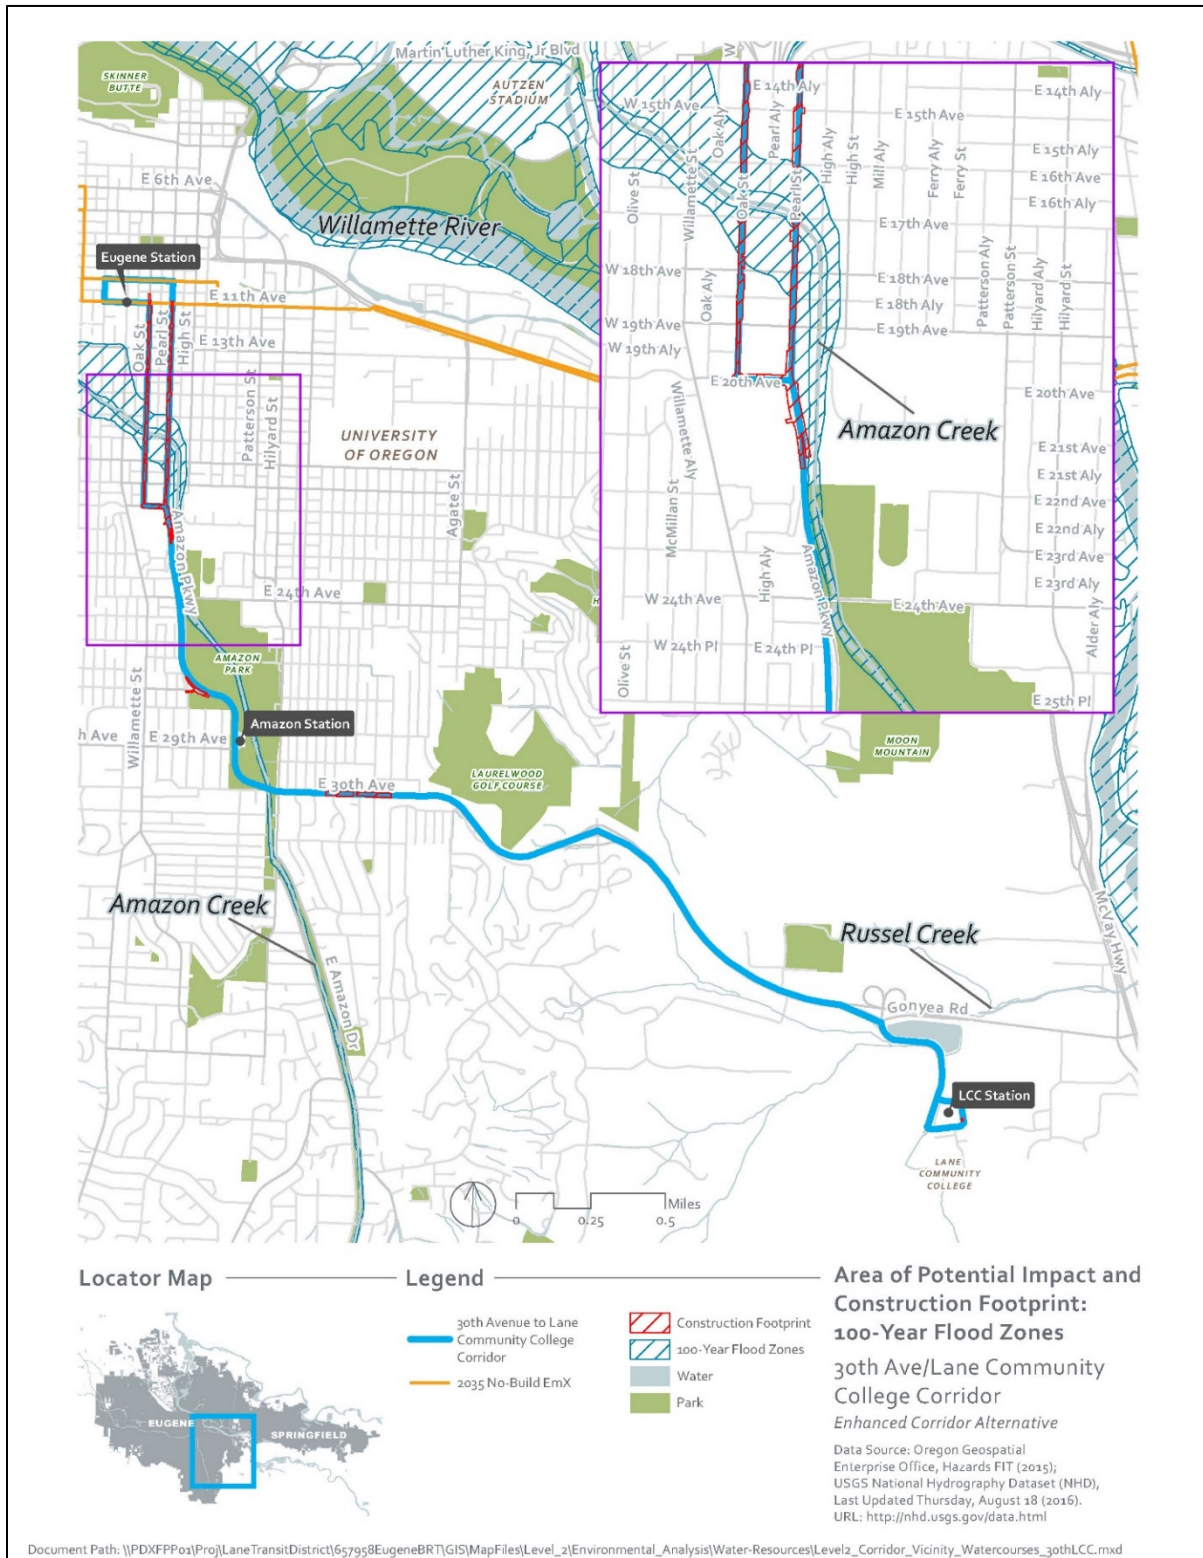 SKINNER
BUTTE
Martin Luther King, Jr Blvd
AUTZEN
STADIUM
E 6th Ave
Willamette River
Eugene Station
E 11th Ave
Oak St
Pearl St
High St
E 13th Ave
Patterson St
Hilyard St
UNIVERSITY
OF OREGON
Agate St
Amazon Pkwy
E 24th Ave
AMAZON
PARK
Willamette St
Amazon Station
h Ave
E 29th Ave
E 30th Ave
LAURELWOOD
GOLF COURSE
MOON
MOUNTAIN
Amazon Creek
E Amazon Dr
Russel Creek
McVay Hwy
Gonyea Rd
LCC Station
LANE
COMMUNITY
COLLEGE
Miles
0
0.25
0.5
W 15th Ave
Oak Aly
E 14th Aly
Pearl Aly
E 14th Aly
E 15th Ave
High Aly
High St
Mill Aly
Ferry Aly
Ferry St
E 15th Aly
E 16th Ave
E 16th Aly
Olive St
Willamette St
Oak St
Pearl St
E 17th Ave
W 18th Ave
Oak Aly
E 18th Ave
E 18th Aly
Patterson Aly
Patterson St
Hilyard Aly
Hilyard St
W 19th Ave
E 19th Ave
W 19th Aly
E 20th Ave
E 20th Ave
Willamette Aly
Amazon Creek
E 21st Ave
E 21st Aly
McMillan St
E 22nd Ave
E 22nd Aly
High Aly
Amazon Pkwy
E 23rd Ave
E 23rd Aly
W 24th Ave
E 24th Ave
Alder Aly
Olive St
W 24th Pl
E 24th Pl
E 25th Pl
Locator Map
EUGENE
SPRINGFIELD
Legend
30th Avenue to Lane
Community College
Corridor
2035 No-Build EmX
Construction Footprint
100-Year Flood Zones
Water
Park
Area of Potential Impact and
Construction Footprint:
100-Year Flood Zones
30th Ave/Lane Community
College Corridor
Enhanced Corridor Alternative
Data Source: Oregon Geospatial
Enterprise Office, Hazards FIT (2015);
USGS National Hydrography Dataset (NHD),
Last Updated Thursday, August 18 (2016).
URL: http://nhd.usgs.gov/data.html
Document Path: \\PDXFPP01\Proj\LaneTransitDistrict\657958EugeneBRT\GIS\MapFiles\Level_2\Environmental_Analysis\Water-Resources\Level2_Corridor_Vicinity_Watercourses_30thLCC.mxd